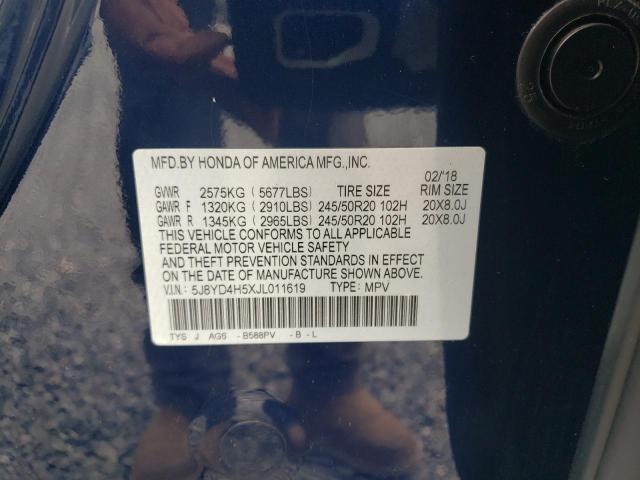 MFD.BY HONDA OF AMERICA MFG.,INC.
02/'18
GVWR 2575KG ( 5677LBS) TIRE SIZE RIM SIZE
GAWR F 1320KG ( 2910LBS) 245/50R20 102H 20X8.0J
GAWR R 1345KG ( 2965LBS) 245/50R20 102H 20X8.0J
THIS VEHICLE CONFORMS TO ALL APPLICABLE
FEDERAL MOTOR VEHICLE SAFETY
AND THEFT PREVENTION STANDARDS IN EFFECT
ON THE DATE OF MANUFACTURE SHOWN ABOVE.
V.I.N.: 5J8YD4H5XJL011619 TYPE: MPV
TYS J AG6 -B588PV -B-L